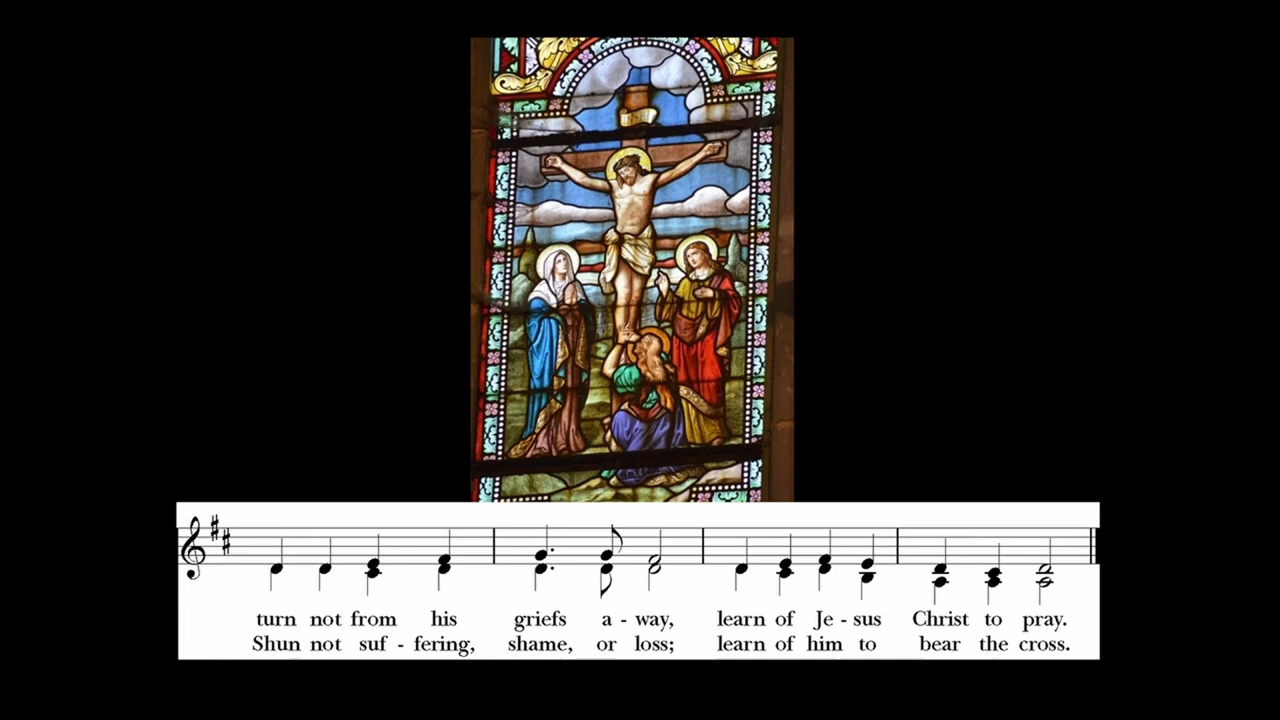 turn not from his griefs a - way, learn of Je - sus Christ to pray.
Shun not suf - fering, shame, or loss; learn of him to bear the cross.